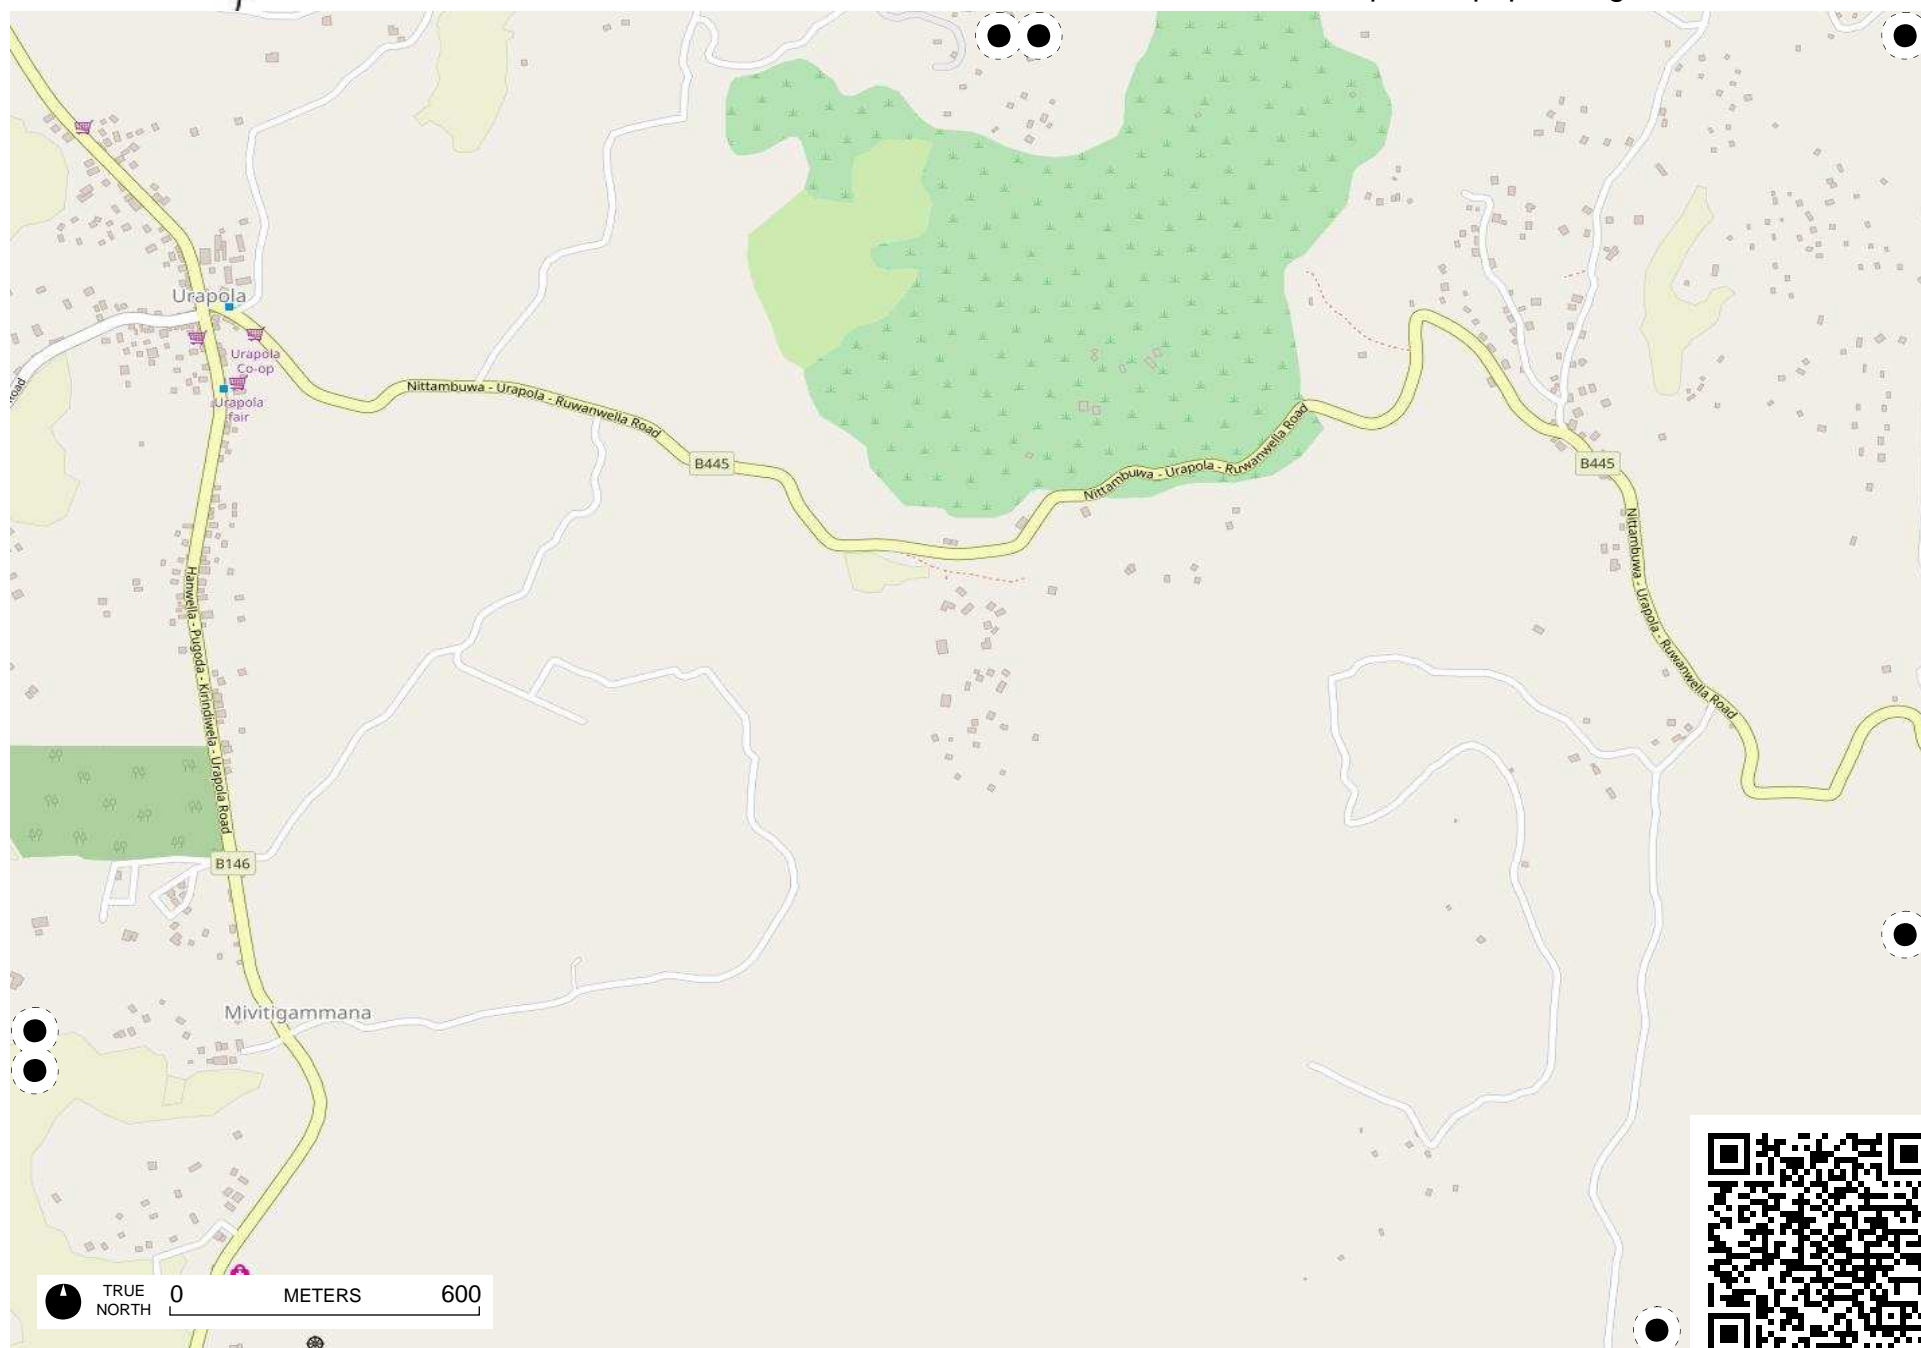 Urapola
Urapola
Co-op
Urapola
fair
Road
Nittambuwa - Urapola - Ruwanwella Road
B445
Nittambuwa - Urapola - Ruwanwella Road
B445
Nittambuwa - Urapola - Ruwanwella Road
Hanwella - Pugoda - Kirindiwela - Urapola Road
B146
Mivitigammana
TRUE
NORTH
0
METERS
600